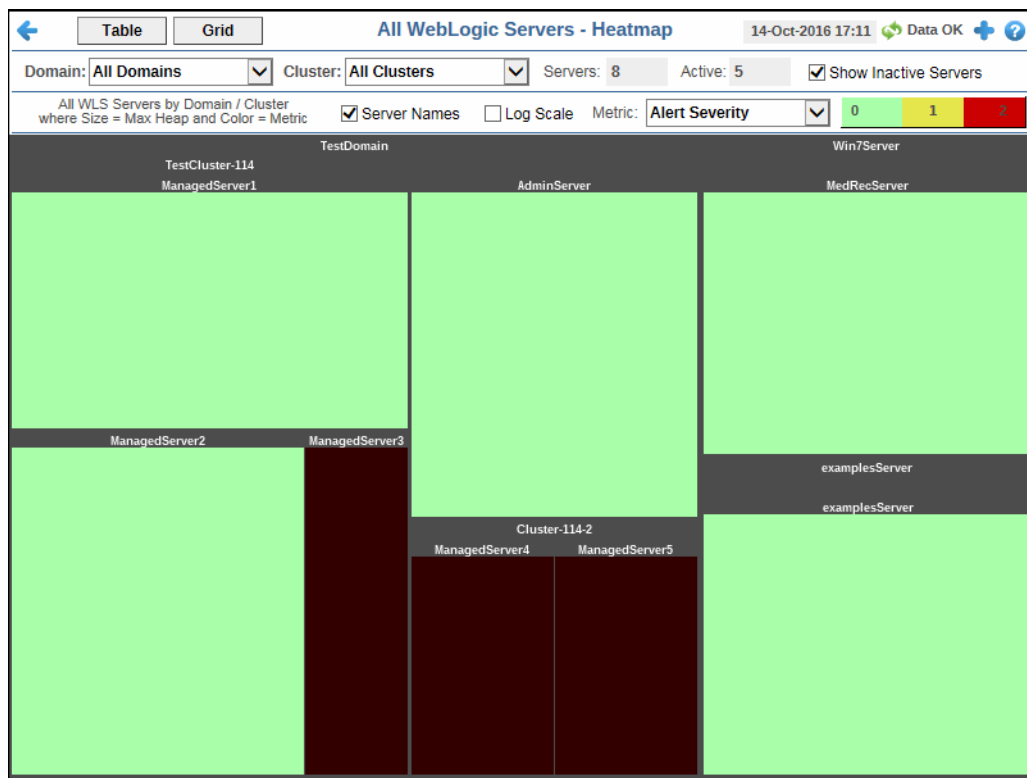 Table Grid All WebLogic Servers - Heatmap 14-Oct-2016 17:11 Data OK
Domain: All Domains Cluster: All Clusters Servers: 8 Active: 5 Show Inactive Servers
All WLS Servers by Domain / Cluster
where Size = Max Heap and Color = Metric
Server Names Log Scale Metric: Alert Severity 0 1 2
TestDomain Win7Server
TestCluster-114
ManagedServer1 AdminServer MedRecServer
ManagedServer2 ManagedServer3
examplesServer
examplesServer
Cluster-114-2
ManagedServer4 ManagedServer5